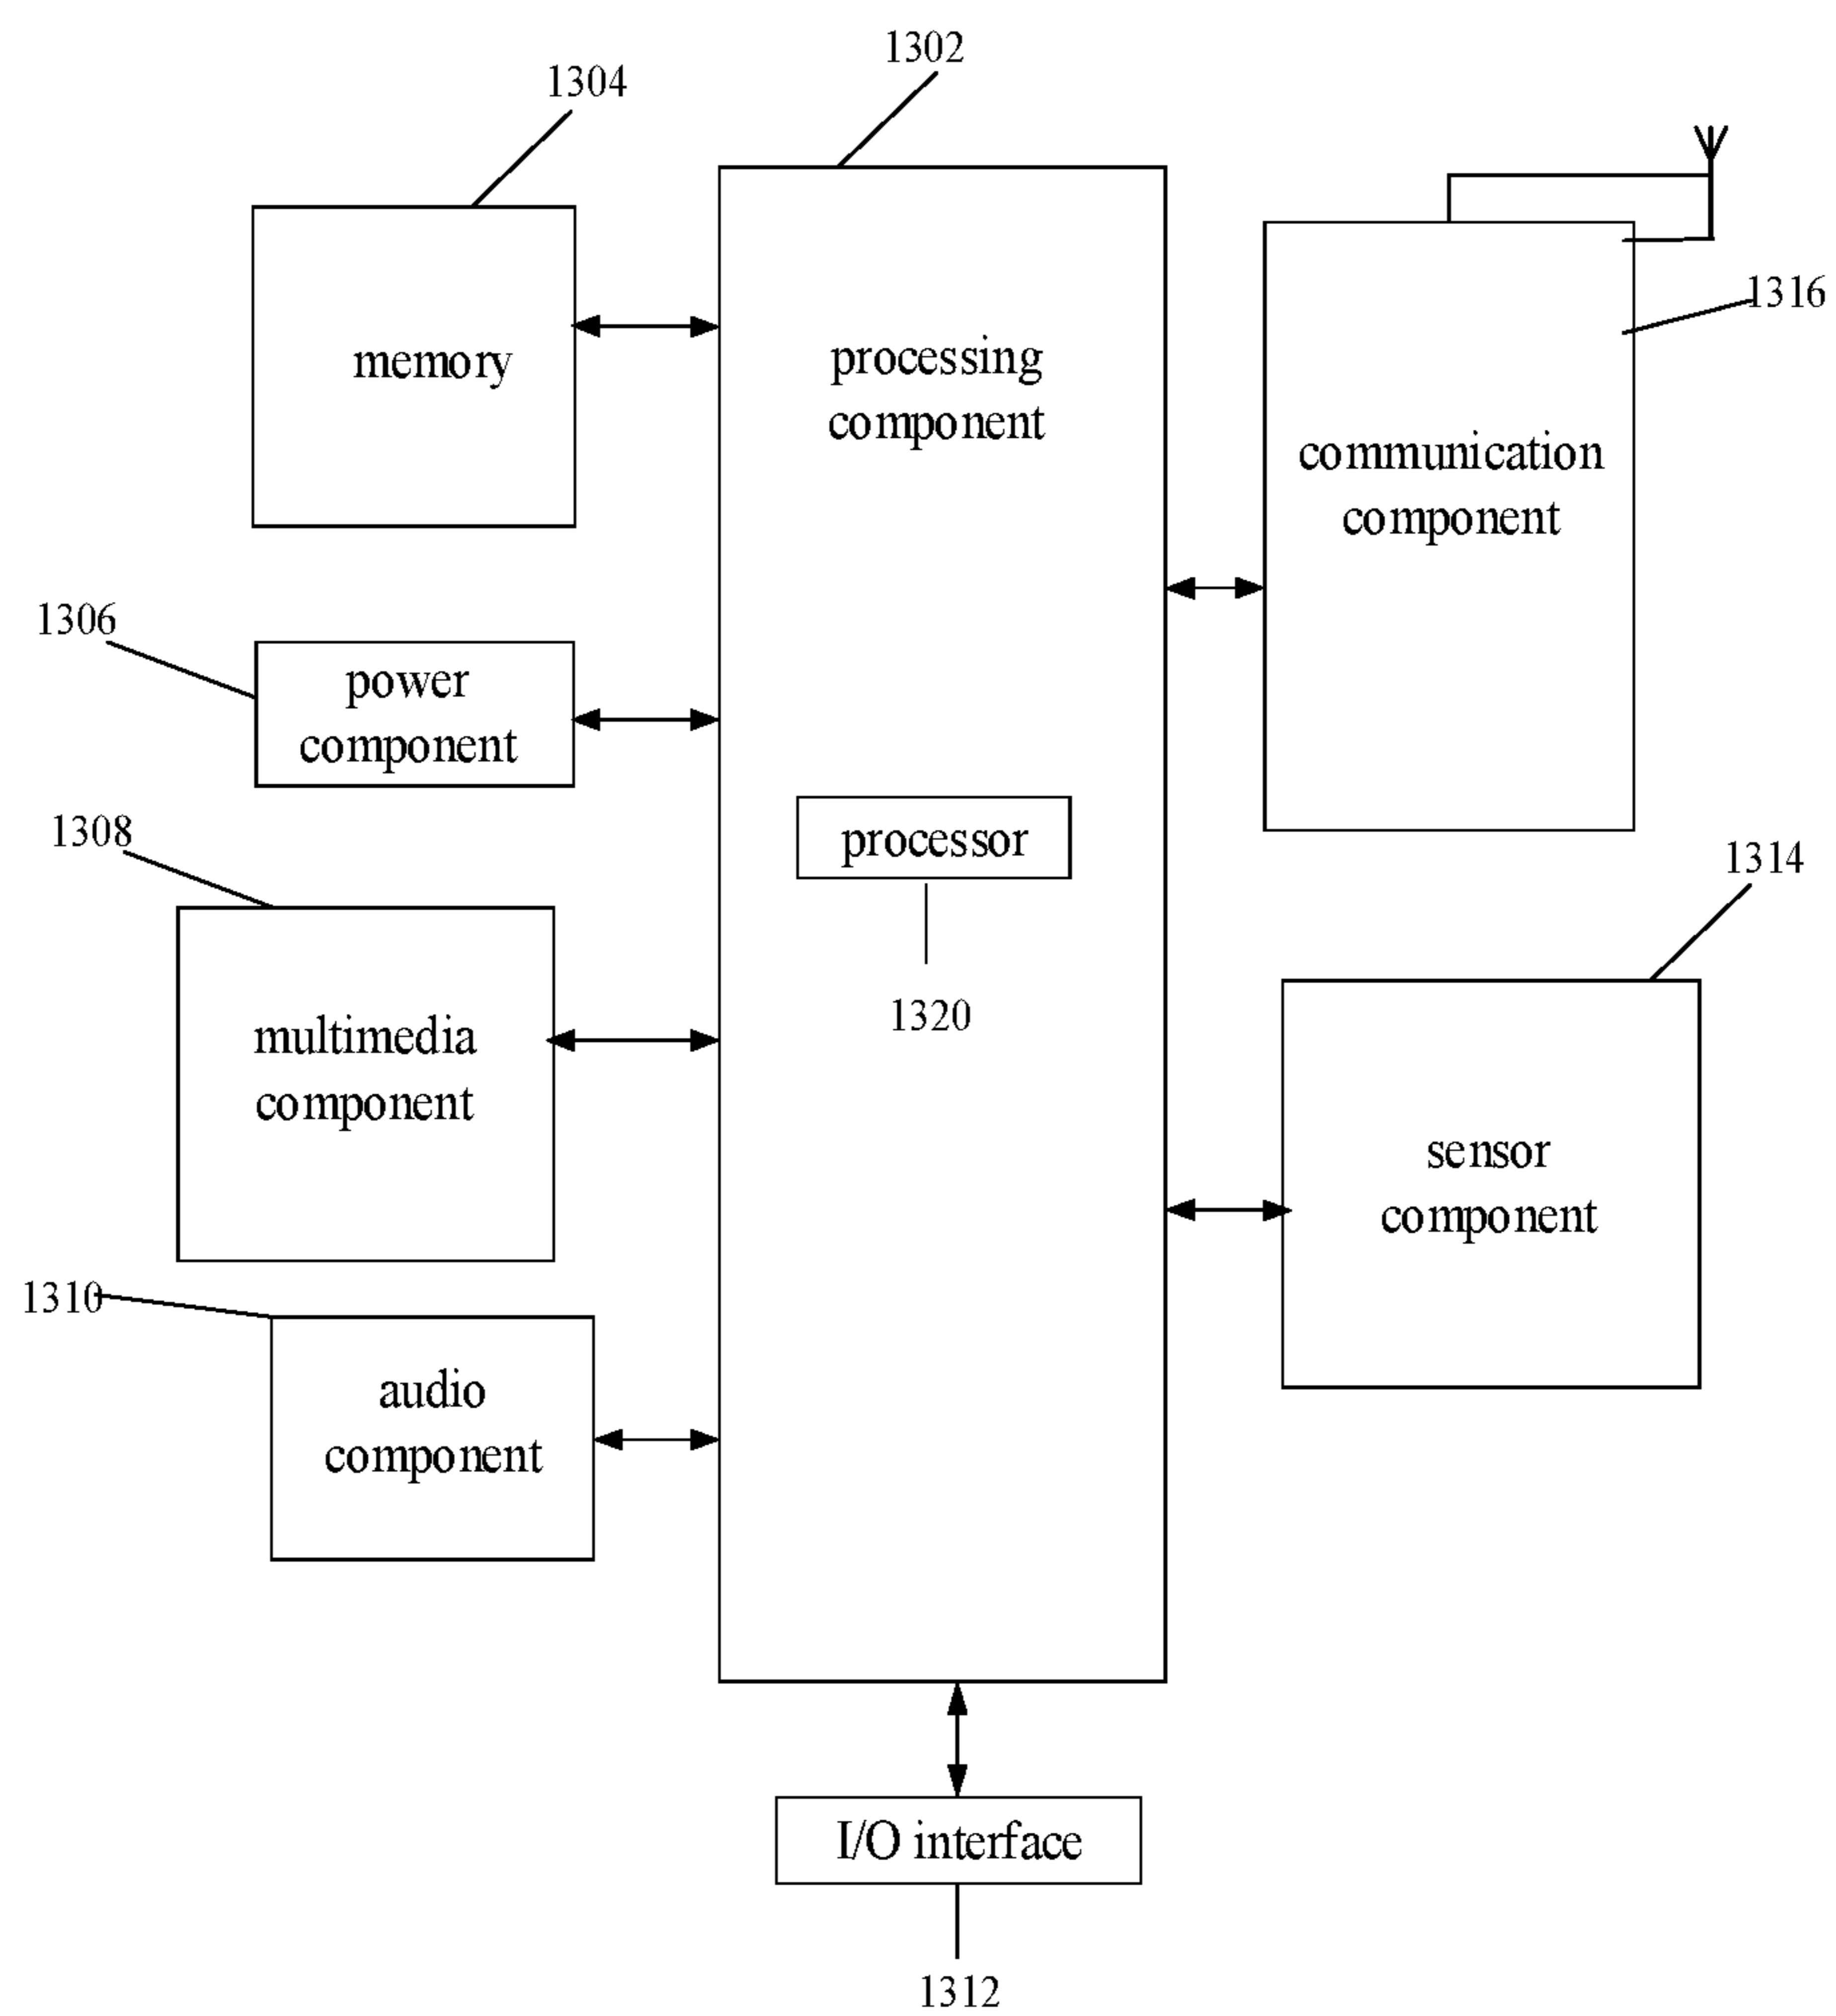 1302
1304
1316
memory
processing
component
communication
component
1306
power
component
1308
processor
1314
1320
multimedia
component
sensor
component
1310
audio
component
I/O interface
1312